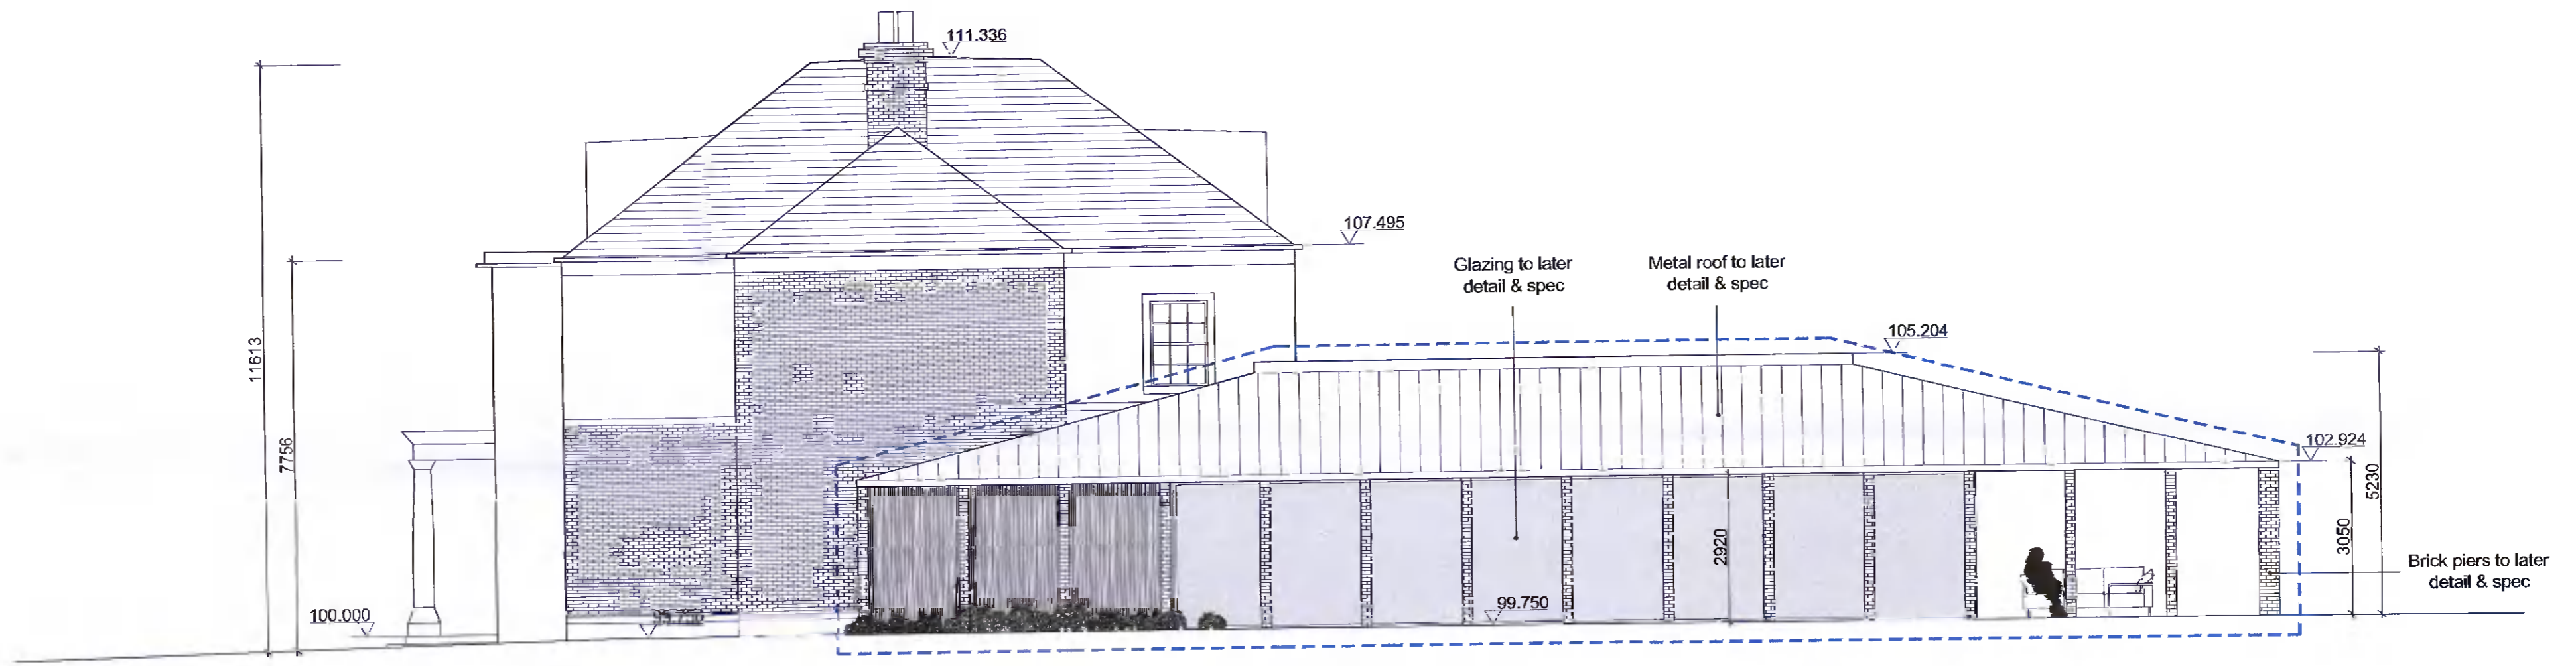 111.336
107.495
Glazing to later
detail & spec
Metal roof to later
detail & spec
105.204
102.924
11613
7756
5230
3050
2920
Brick piers to later
detail & spec
99.750
100.000